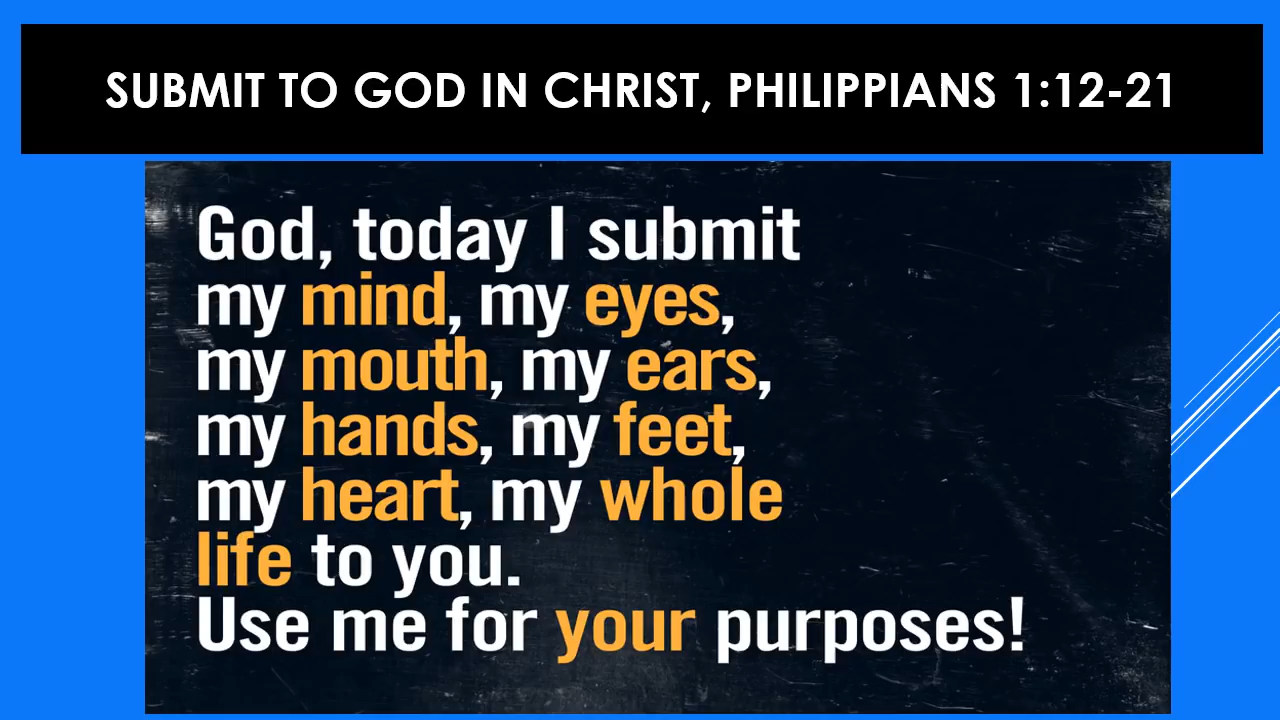 SUBMIT TO GOD IN CHRIST, PHILIPPIANS 1:12-21
God, today I submit
my mind, my eyes,
my mouth, my ears,
my hands, my feet,
my heart, my whole
life to you.
Use me for your purposes!